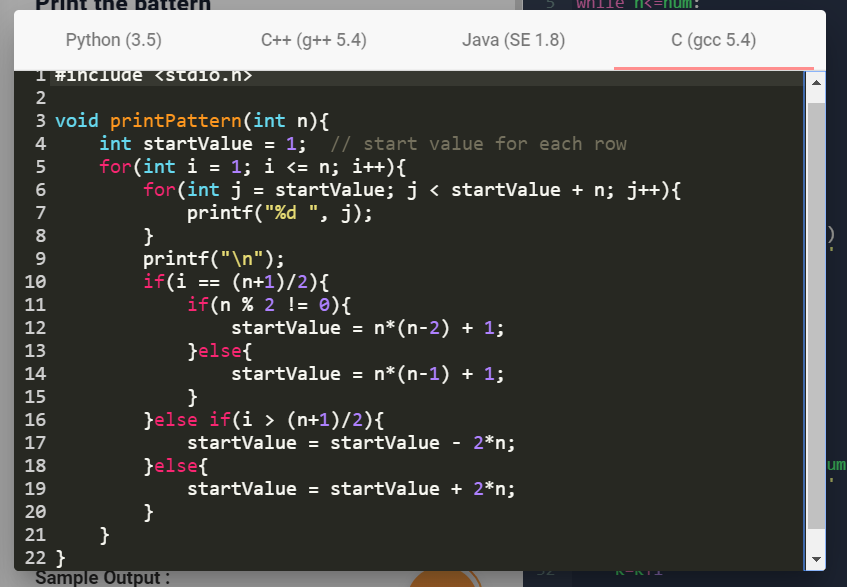 Print the pattern
5 while n<=num:
Python (3.5) C++ (g++ 5.4) Java (SE 1.8) C (gcc 5.4)
1 #include <stdio.h>
2
3 void printPattern(int n){
4     int startValue = 1;  // start value for each row
5     for(int i = 1; i <= n; i++){
6         for(int j = startValue; j < startValue + n; j++){
7             printf("%d ", j);
8         }
9         printf("\n");
10         if(i == (n+1)/2){
11             if(n % 2 != 0){
12                 startValue = n*(n-2) + 1;
13             }else{
14                 startValue = n*(n-1) + 1;
15             }
16         }else if(i > (n+1)/2){
17             startValue = startValue - 2*n;
18         }else{
19             startValue = startValue + 2*n;
20         }
21     }
22 }
Sample Output :